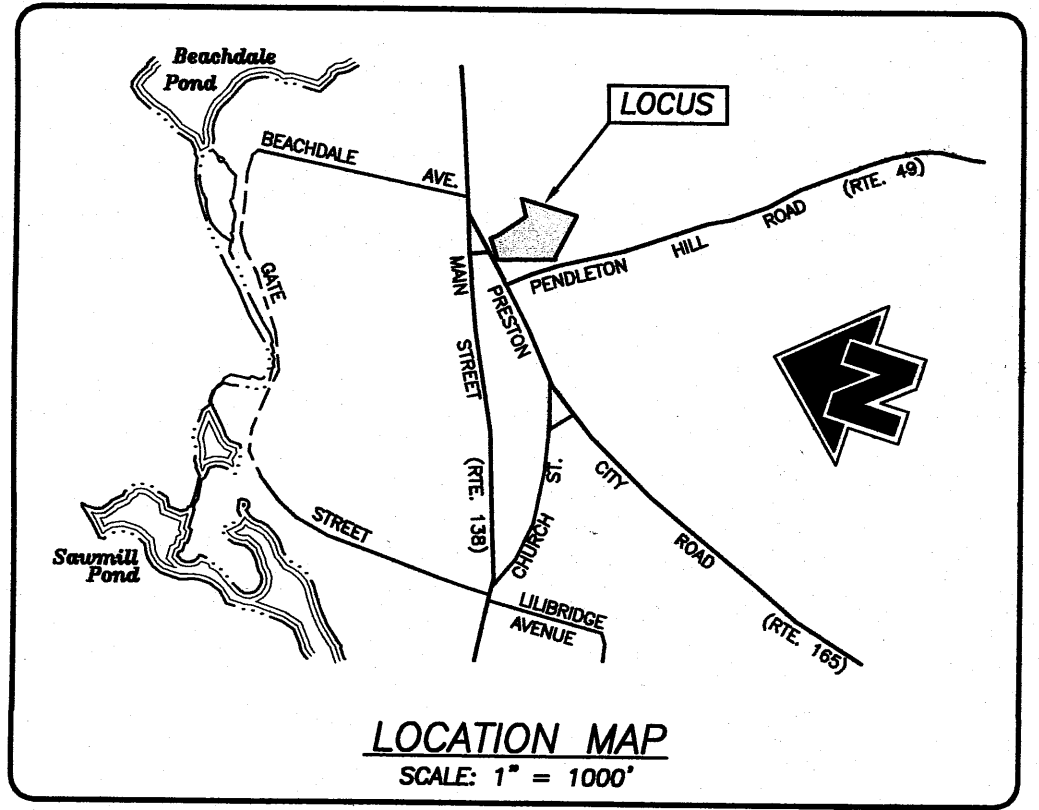 Beachdale
Pond
LOCUS
BEACHDALE AVE.
PENDLETON HILL ROAD (RTE. 49)
GATE STREET
MAIN STREET (RTE. 138)
PRESTON CITY ROAD (RTE. 165)
CHURCH ST.
N
Sawmill
Pond
LILIBRIDGE
AVENUE
LOCATION MAP
SCALE: 1" = 1000'